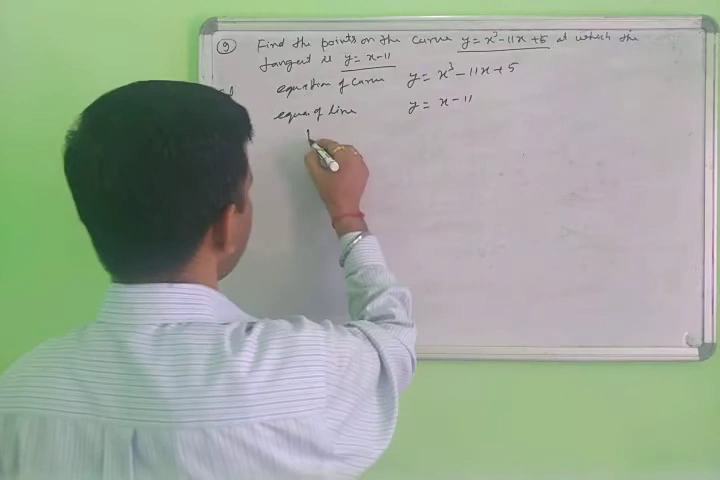 9 Find the points on the curve y = x³ - 11x + 5 at which the
tangent is y = x - 11
equation of curve y = x³ - 11x + 5
equa. of line y = x - 11